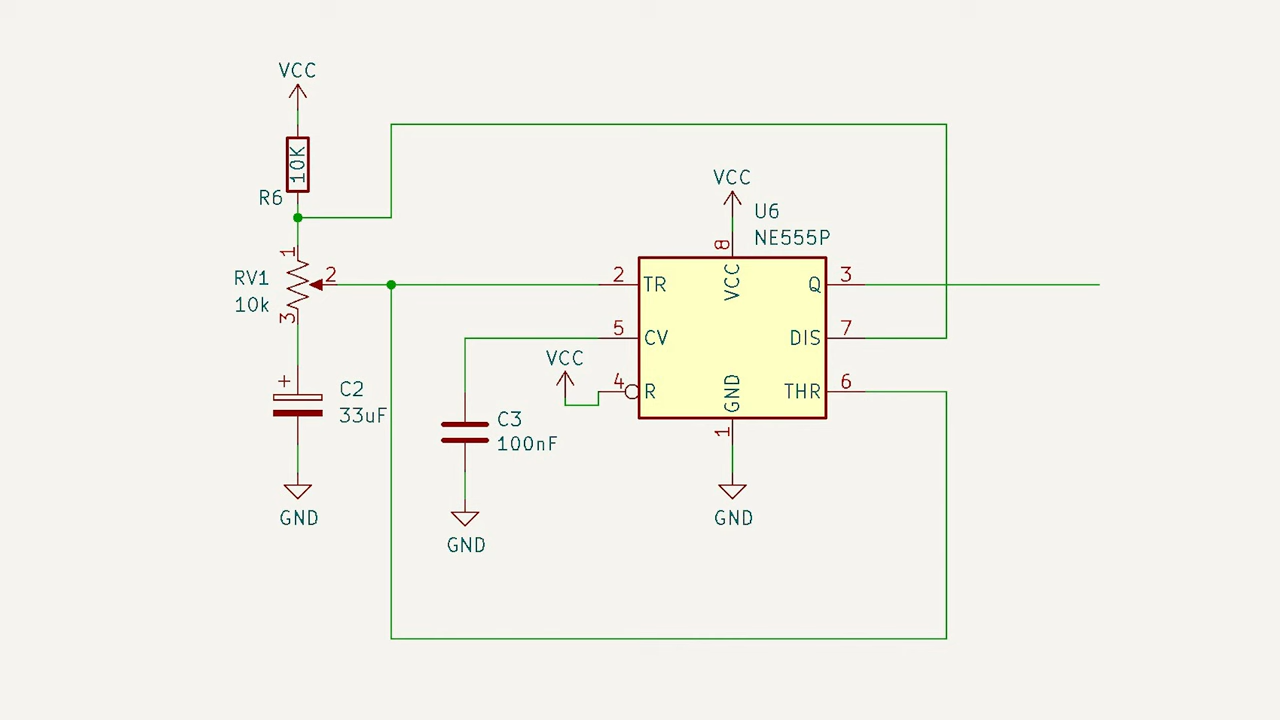 VCC
10K
R6
1
RV1
10k
2
3
+
C2
33uF
GND
C3
100nF
GND
VCC
VCC
U6
NE555P
8
2
TR
VCC
Q
3
5
CV
DIS
7
4
R
GND
THR
6
1
GND